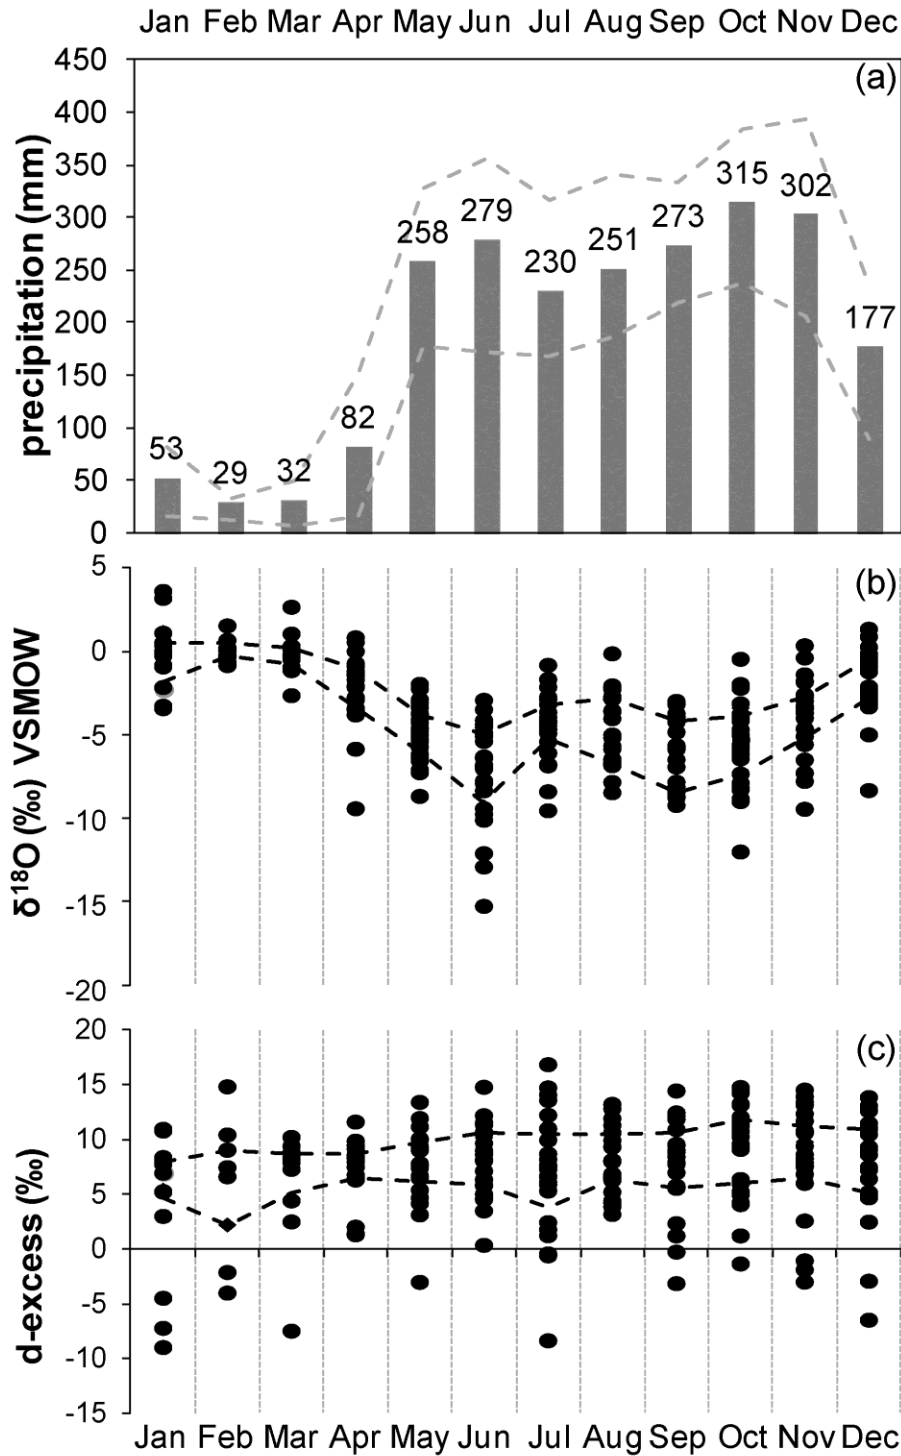 Jan Feb Mar Apr May Jun Jul Aug Sep Oct Nov Dec
(a)
precipitation (mm)
450
400
350
300
250
200
150
100
50
0
53 29 32 82 258 279 230 251 273 315 302 177
(b)
δ¹⁸O (‰) VSMOW
5
0
-5
-10
-15
-20
(c)
d-excess (‰)
20
15
10
5
0
-5
-10
-15
Jan Feb Mar Apr May Jun Jul Aug Sep Oct Nov Dec